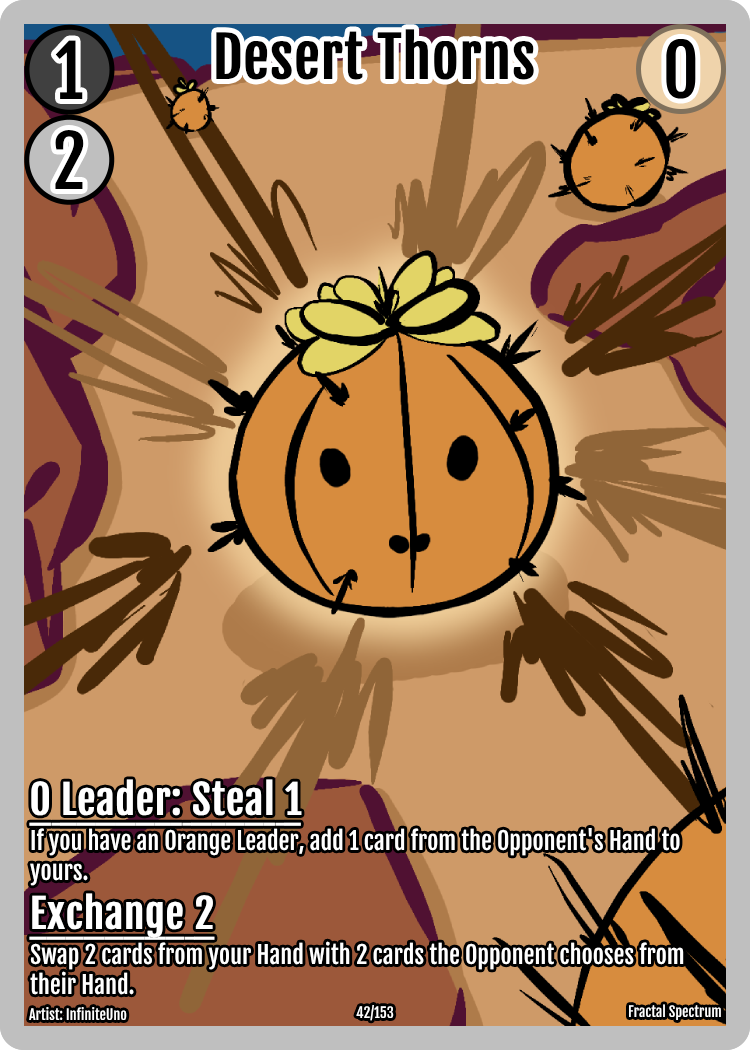 1
Desert Thorns
0
2
O Leader: Steal 1
If you have an Orange Leader, add 1 card from the Opponent's Hand to
yours.
Exchange 2
Swap 2 cards from your Hand with 2 cards the Opponent chooses from
their Hand.
Artist: InfiniteUno
42/153
Fractal Spectrum